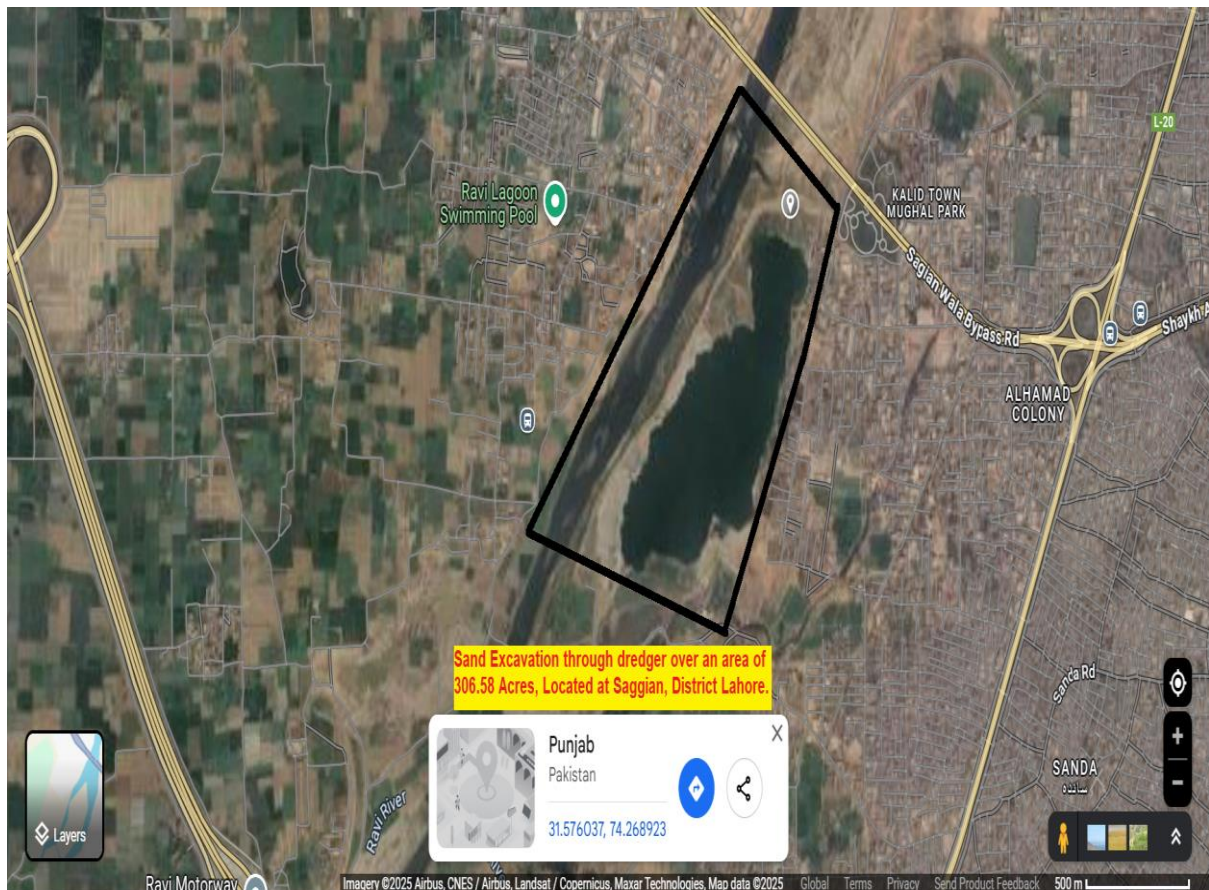 L-20
Ravi Lagoon
Swimming Pool
KALID TOWN
MUGHAL PARK
Sagian Wala Bypass Rd
Shaykh A
ALHAMAD
COLONY
Sand Excavation through dredger over an area of
306.58 Acres, Located at Saggian, District Lahore.
Sanda Rd
Punjab
Pakistan
31.576037, 74.268923
SANDA
سانده
Layers
Ravi River
Ravi Motorway
Imagery ©2025 Airbus, CNES / Airbus, Landsat / Copernicus, Maxar Technologies, Map data ©2025
Global
Terms
Privacy
Send Product Feedback
500 m